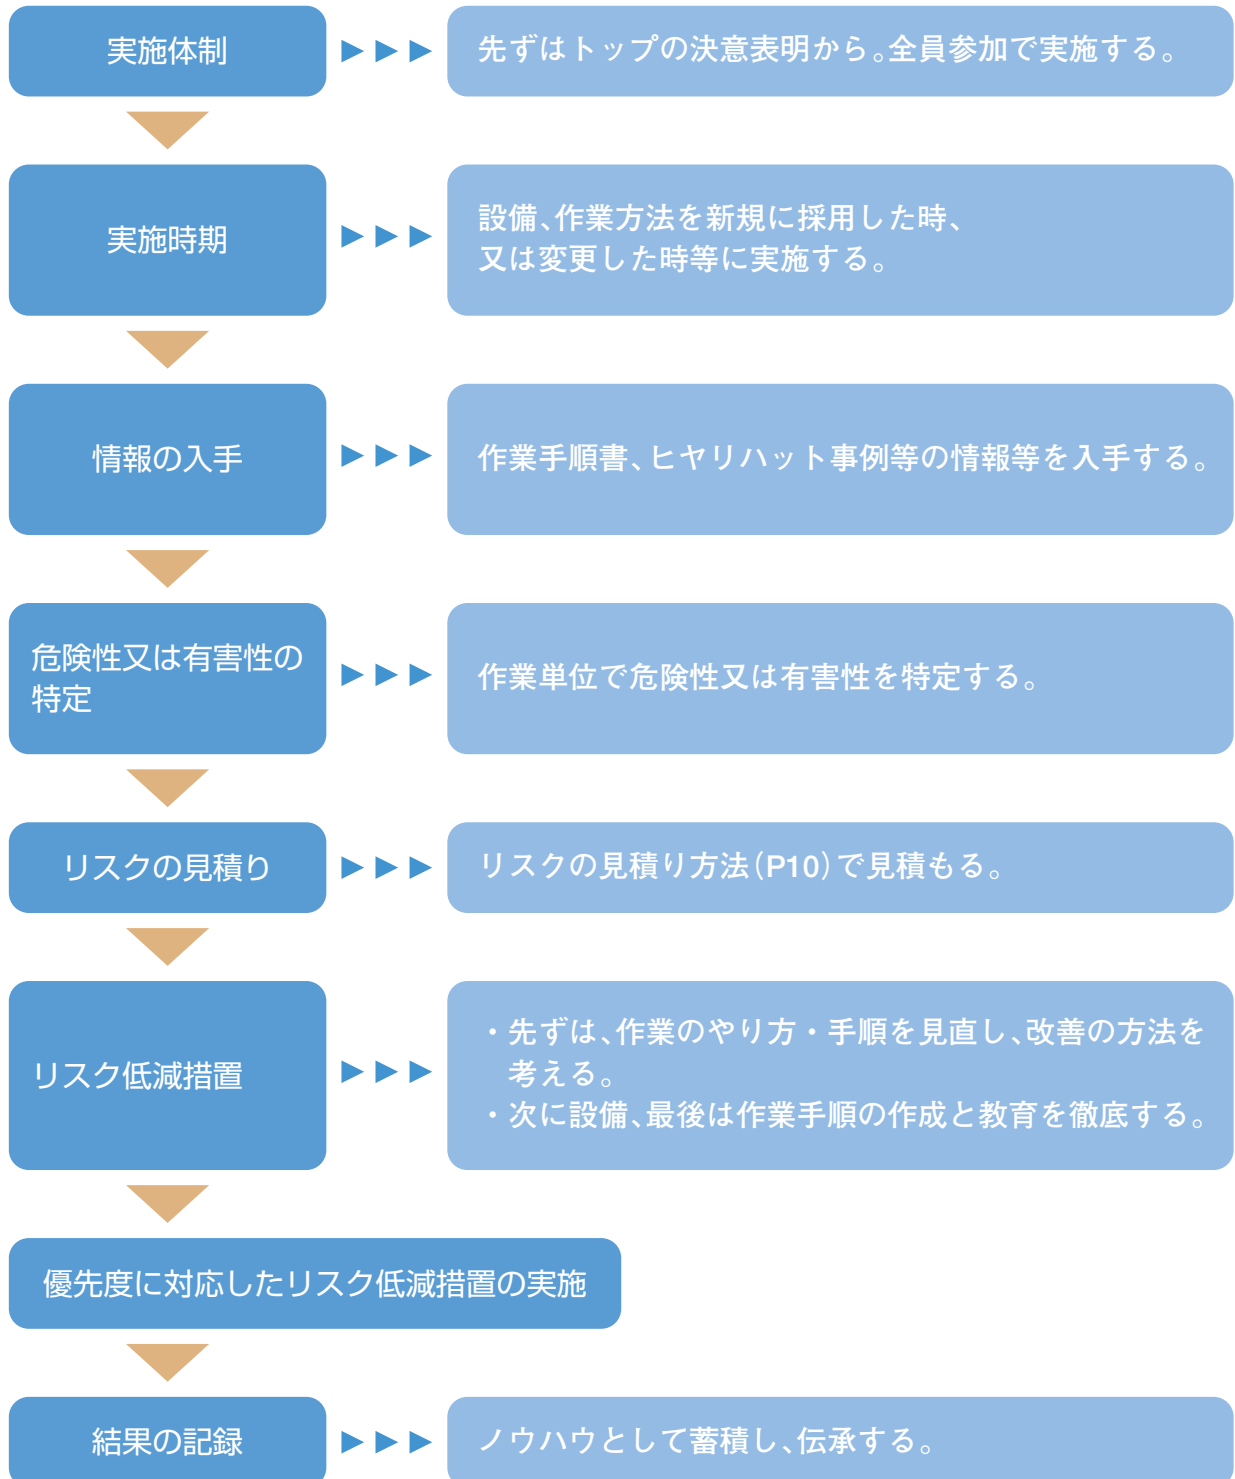 実施体制
先ずはトップの決意表明から。全員参加で実施する。
実施時期
設備、作業方法を新規に採用した時、
又は変更した時等に実施する。
情報の入手
作業手順書、ヒヤリハット事例等の情報等を入手する。
危険性又は有害性の
特定
作業単位で危険性又は有害性を特定する。
リスクの見積り
リスクの見積り方法(P10)で見積もる。
リスク低減措置
・先ずは、作業のやり方・手順を見直し、改善の方法を
考える。
・次に設備、最後は作業手順の作成と教育を徹底する。
優先度に対応したリスク低減措置の実施
結果の記録
ノウハウとして蓄積し、伝承する。